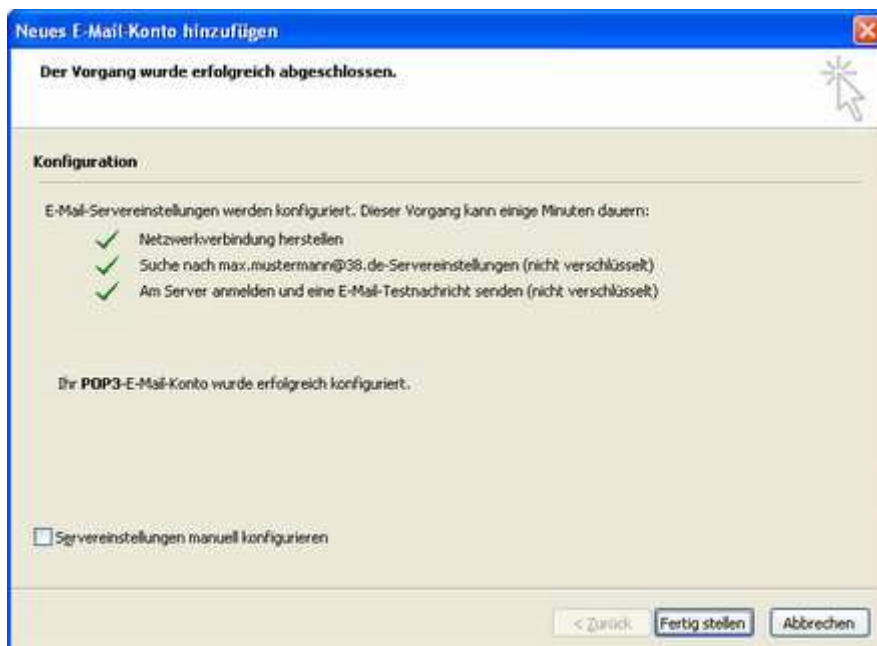 Neues E-Mail-Konto hinzufügen
Der Vorgang wurde erfolgreich abgeschlossen.
Konfiguration
E-Mail-Servereinstellungen werden konfiguriert. Dieser Vorgang kann einige Minuten dauern:
Netzwerkverbindung herstellen
Suche nach max.mustermann@38.de-Servereinstellungen (nicht verschlüsselt)
Am Server anmelden und eine E-Mail-Testnachricht senden (nicht verschlüsselt)
Ihr POP3-E-Mail-Konto wurde erfolgreich konfiguriert.
Servereinstellungen manuell konfigurieren
< Zurück Fertig stellen Abbrechen